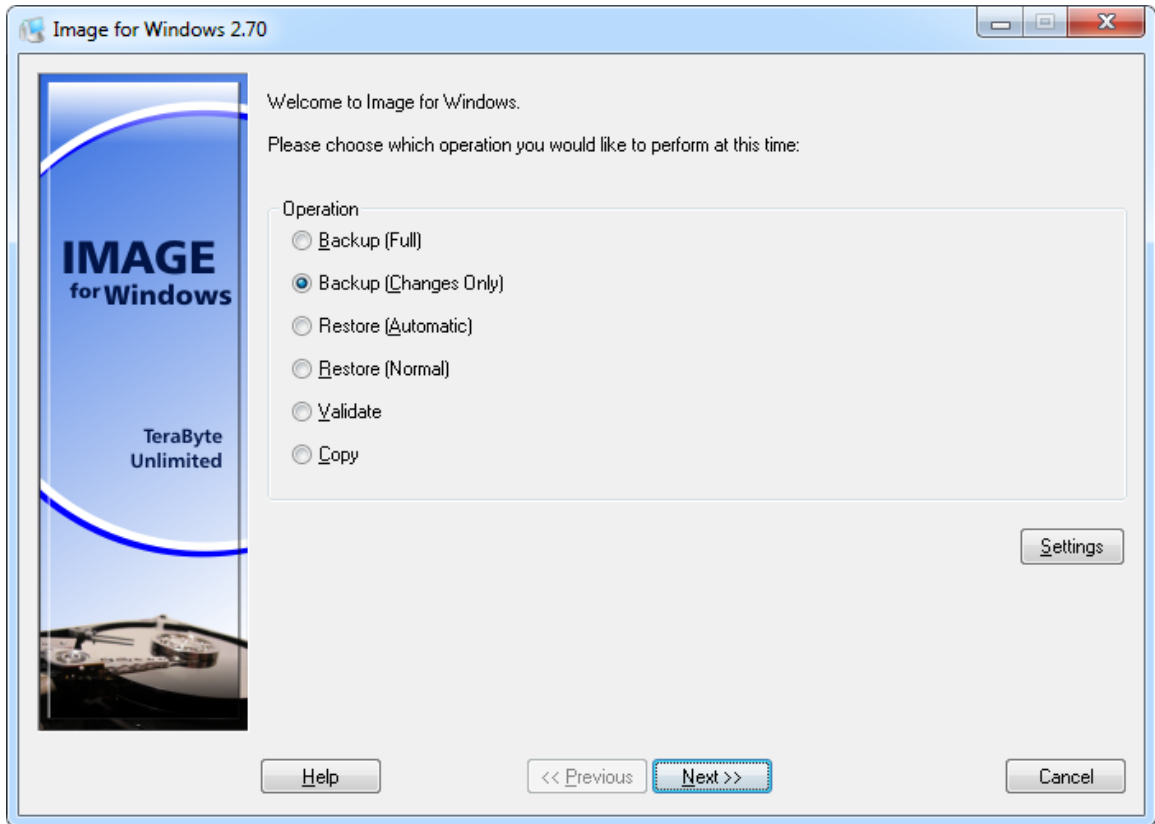 Image for Windows 2.70
IMAGE
for Windows
TeraByte
Unlimited
Welcome to Image for Windows.
Please choose which operation you would like to perform at this time:
Operation
Backup (Full)
Backup (Changes Only)
Restore (Automatic)
Restore (Normal)
Validate
Copy
Settings
Help
<< Previous
Next >>
Cancel